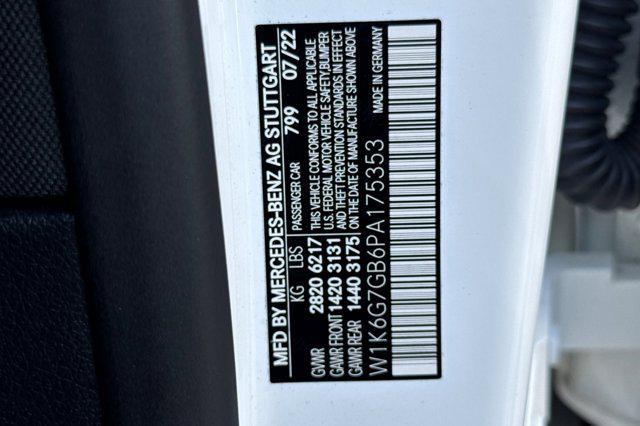 MFD BY MERCEDES-BENZ AG STUTTGART
KG LBS PASSENGER CAR 799 07/22
GVWR 2820 6217 THIS VEHICLE CONFORMS TO ALL APPLICABLE
U.S. FEDERAL MOTOR VEHICLE SAFETY,BUMPER
GAWR FRONT 1420 3131 AND THEFT PREVENTION STANDARDS IN EFFECT
GAWR REAR 1440 3175 ON THE DATE OF MANUFACTURE SHOWN ABOVE
MADE IN GERMANY
W1K6G7GB6PA175353